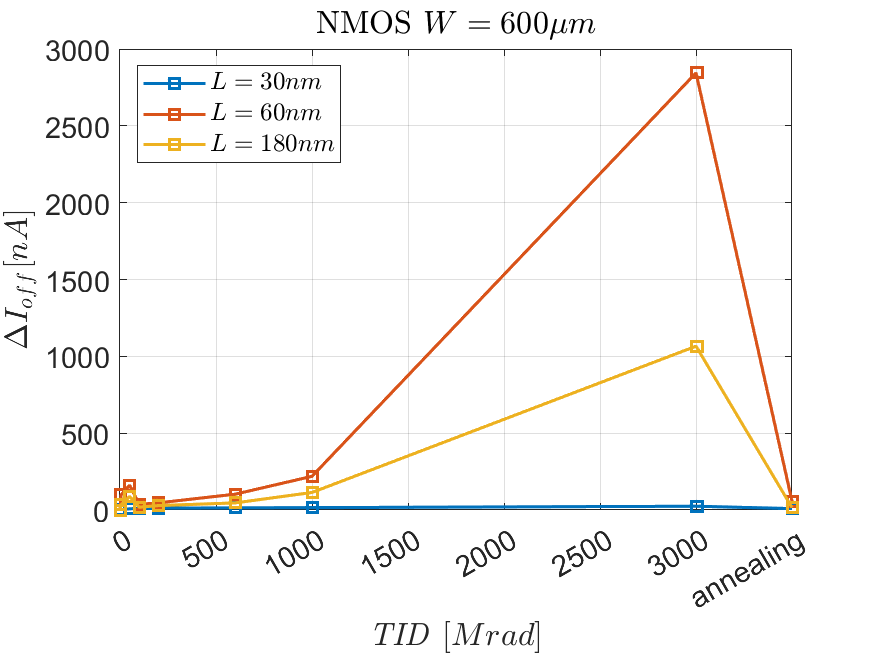 NMOS W = 600μm
L = 30nm
L = 60nm
L = 180nm
3000
2500
2000
1500
1000
500
0
ΔI_off[nA]
0
500
1000
1500
2000
2500
3000
annealing
TID [Mrad]